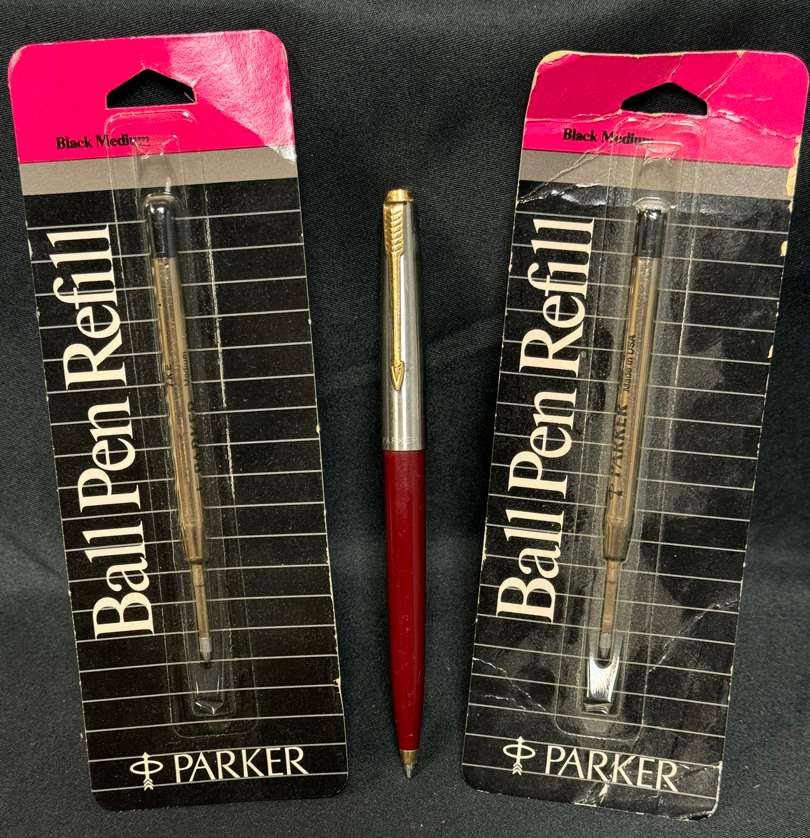 Black Medium
Ball Pen Refill
PARKER
PARKER
Black Medium
Ball Pen Refill
PARKER
Made in USA
PARKER